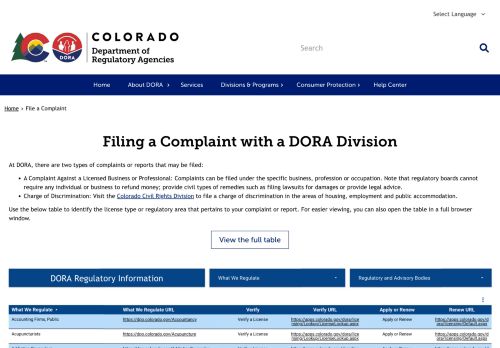 Select Language
COLORADO
Department of
Regulatory Agencies
DORA
Search
Home
About DORA
Services
Divisions & Programs
Consumer Protection
Help Center
Home › File a Complaint
Filing a Complaint with a DORA Division
At DORA, there are two types of complaints or reports that may be filed:
• A Complaint Against a Licensed Business or Professional: Complaints can be filed under the specific business, profession or occupation. Note that regulatory boards cannot
require any individual or business to refund money; provide civil types of remedies such as filing lawsuits for damages or provide legal advice.
• Charge of Discrimination: Visit the Colorado Civil Rights Division to file a charge of discrimination in the areas of housing, employment and public accommodation.
Use the below table to identify the license type or regulatory area that pertains to your complaint or report. For easier viewing, you can also open the table in a full browser
window.
View the full table
DORA Regulatory Information
What We Regulate
Regulatory and Advisory Bodies
What We Regulate
What We Regulate URL
Verify
Verify URL
Apply or Renew
Renew URL
Accounting Firms, Public
https://dpo.colorado.gov/Accountancy
Verify a License
https://apps.colorado.gov/dora/lice
nsing/Lookup/LicenseLookup.aspx
Apply or Renew
https://apps.colorado.gov/d
ora/licensing/Default.aspx
Acupuncturists
https://dpo.colorado.gov/Acupuncture
Verify a License
https://apps.colorado.gov/dora/lice
nsing/Lookup/LicenseLookup.aspx
Apply or Renew
https://apps.colorado.gov/d
ora/licensing/Default.aspx